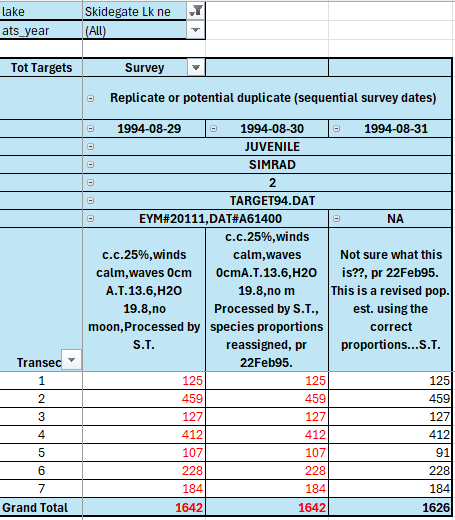 lake Skidegate Lk ne
ats_year (All)
Tot Targets Survey
Replicate or potential duplicate (sequential survey dates)
1994-08-29 1994-08-30 1994-08-31
JUVENILE
SIMRAD
2
TARGET94.DAT
EYM#20111,DAT#A61400 NA
c.c.25%,winds
calm,waves 0cm
A.T.13.6,H2O
19.8,no
moon,Processed by
S.T.
c.c.25%,winds
calm,waves
0cmA.T.13.6,H2O
19.8,no m
Processed by S.T.,
species proportions
reassigned, pr
22Feb95.
Not sure what this
is??, pr 22Feb95.
This is a revised pop.
est. using the
correct
proportions...S.T.
Transec
1 125 125 125
2 459 459 459
3 127 127 127
4 412 412 412
5 107 107 91
6 228 228 228
7 184 184 184
Grand Total 1642 1642 1626